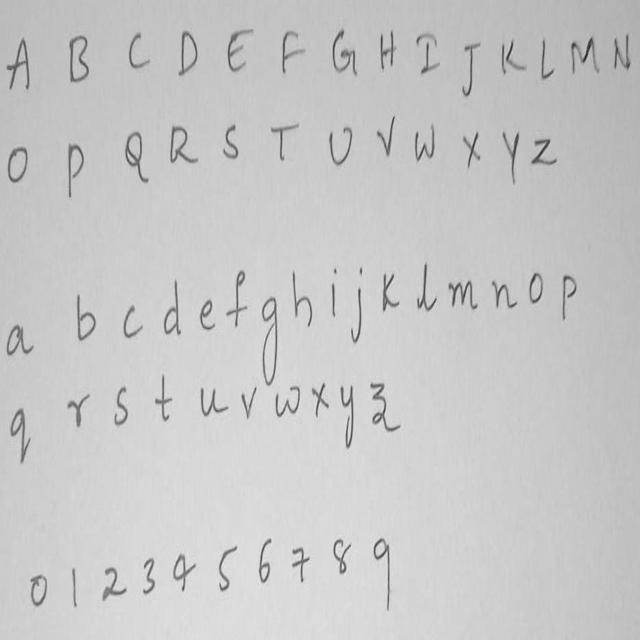 A B C D E F G H I J K L M N
O P Q R S T U V W X Y Z
a b c d e f g h i j k l m n o p
q r s t u v w x y z
0 1 2 3 4 5 6 7 8 9